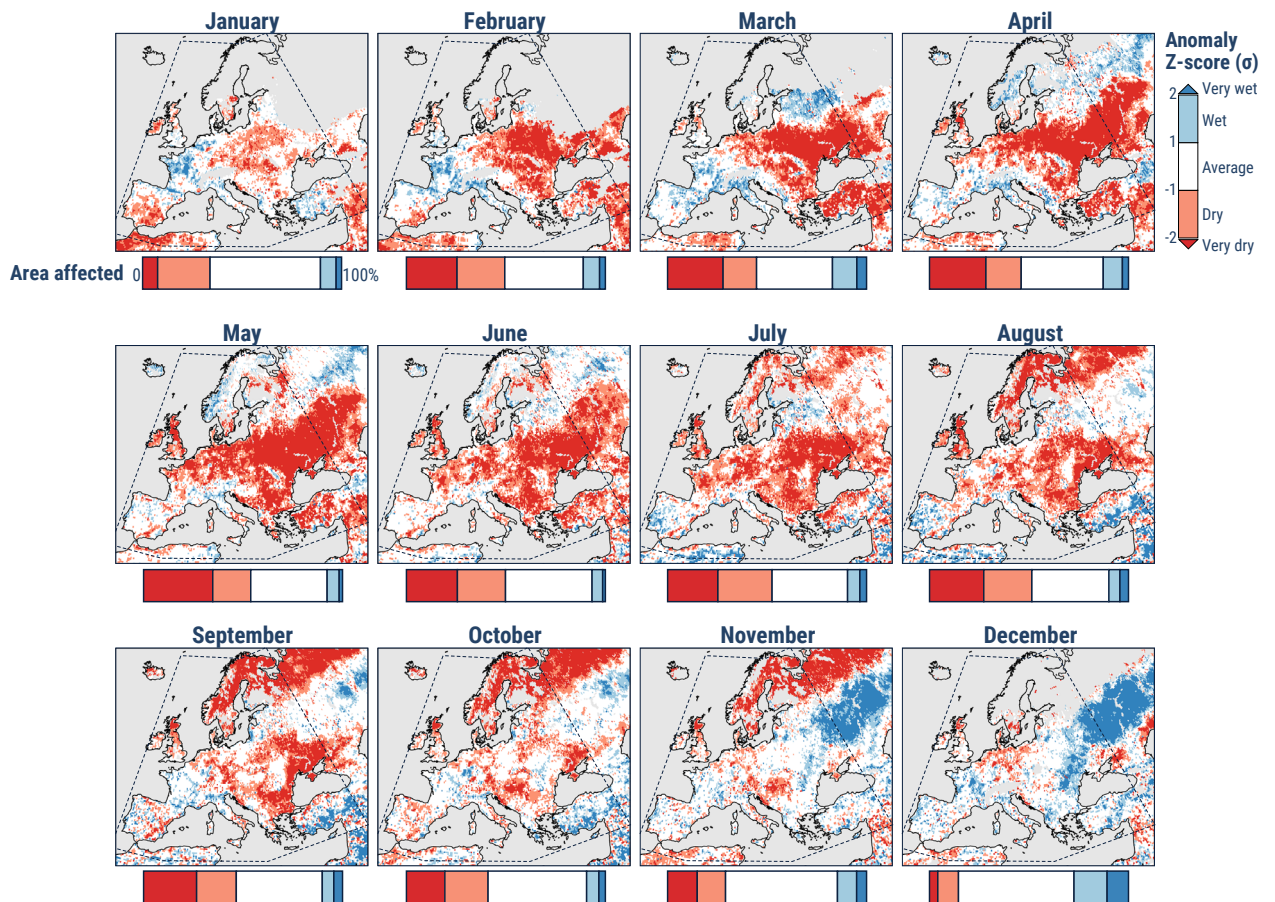 January
February
March
April
Anomaly
Z-score (σ)
2
Very wet
Wet
1
Average
-1
Dry
-2
Very dry
Area affected 0
100%
May
June
July
August
September
October
November
December